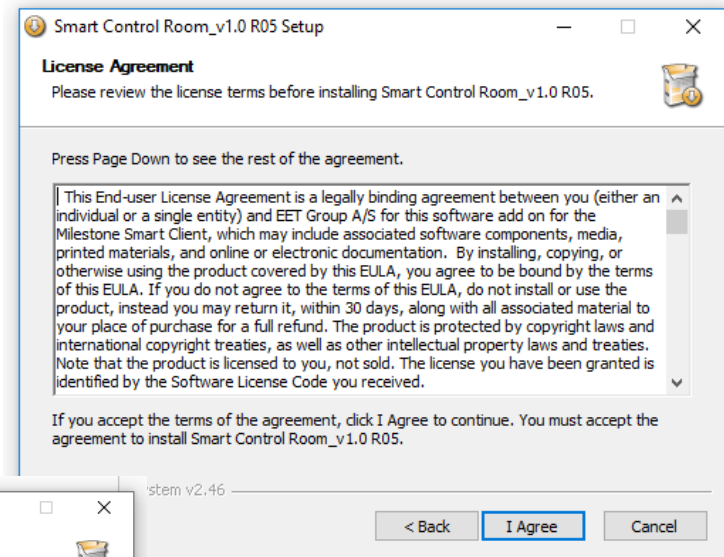 Smart Control Room_v1.0 R05 Setup
License Agreement
Please review the license terms before installing Smart Control Room_v1.0 R05.
Press Page Down to see the rest of the agreement.
This End-user License Agreement is a legally binding agreement between you (either an
individual or a single entity) and EET Group A/S for this software add on for the
Milestone Smart Client, which may include associated software components, media,
printed materials, and online or electronic documentation.  By installing, copying, or
otherwise using the product covered by this EULA, you agree to be bound by the terms
of this EULA. If you do not agree to the terms of this EULA, do not install or use the
product, instead you may return it, within 30 days, along with all associated material to
your place of purchase for a full refund. The product is protected by copyright laws and
international copyright treaties, as well as other intellectual property laws and treaties.
Note that the product is licensed to you, not sold. The license you have been granted is
identified by the Software License Code you received.
If you accept the terms of the agreement, click I Agree to continue. You must accept the
agreement to install Smart Control Room_v1.0 R05.
stem v2.46
< Back
I Agree
Cancel